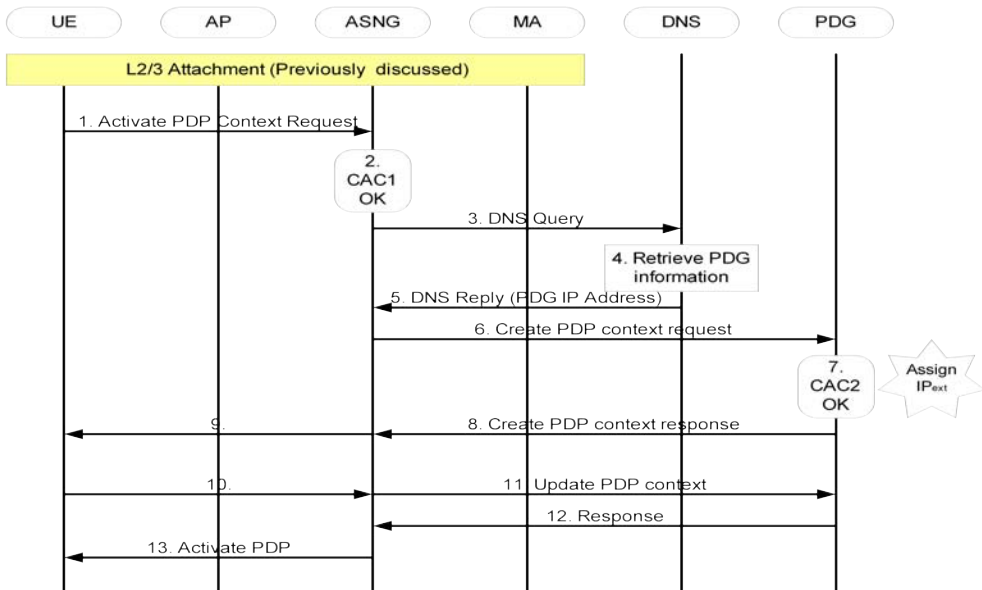 UE AP ASNG MA DNS PDG
L2/3 Attachment (Previously discussed)
1. Activate PDP Context Request
2.
CAC1
OK
3. DNS Query
4. Retrieve PDG
information
5. DNS Reply (PDG IP Address)
6. Create PDP context request
7.
CAC2
OK
Assign
IPext
9.
8. Create PDP context response
10.
11. Update PDP context
12. Response
13. Activate PDP